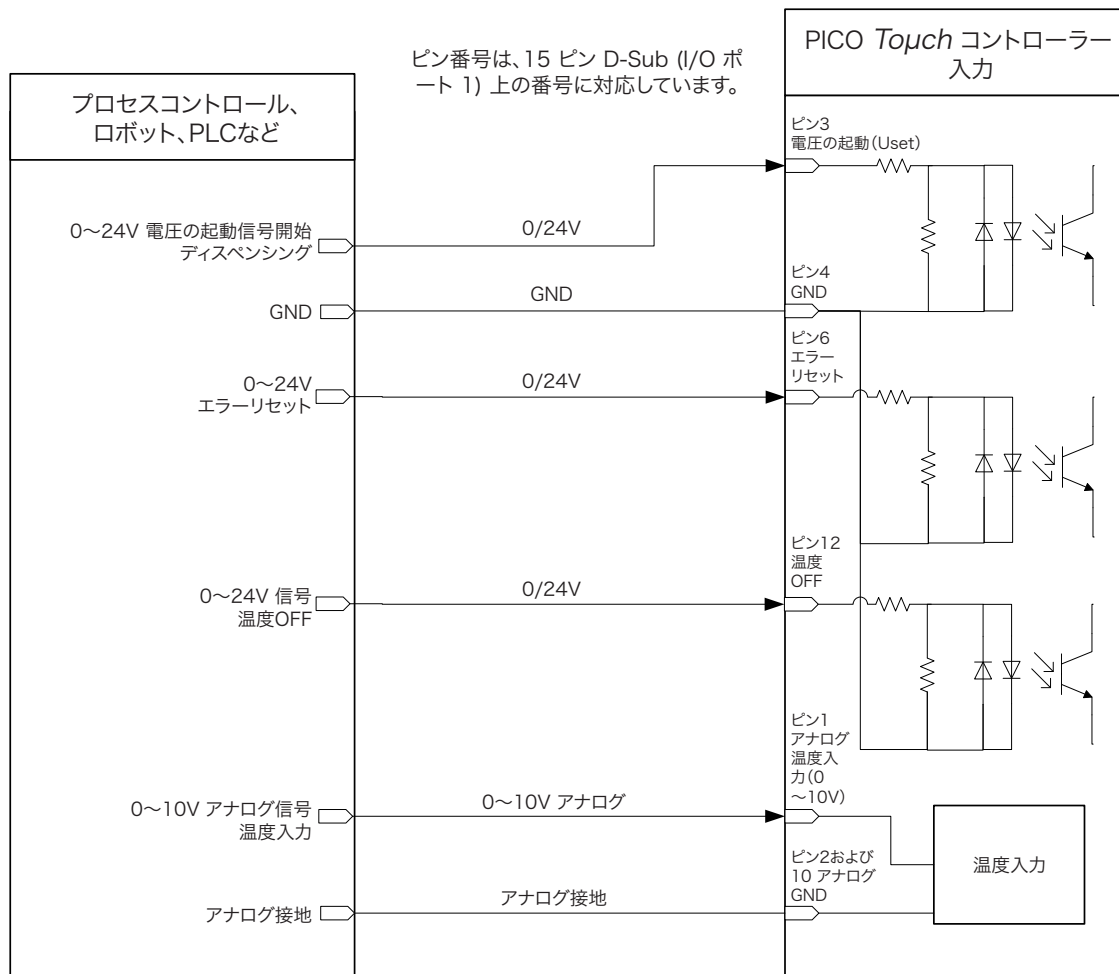 ピン番号は、15 ピン D-Sub (I/O ポ
ート 1) 上の番号に対応しています。
PICO Toμch コントローラー
入力
プロセスコントロール、
ロボット、PLCなど
ピン3
電圧の起動(Uset)
0～24V 電圧の起動信号開始
ディスペンシング
0/24V
ピン4
GND
GND
GND
ピン6
エラー
リセット
0～24V
エラーリセット
0/24V
ピン12
温度
OFF
0～24V 信号
温度OFF
0/24V
ピン1
アナログ
温度入
力(0
～10V)
0～10V アナログ信号
温度入力
0～10V アナログ
温度入力
ピン2および
10 アナログ
GND
アナログ接地
アナログ接地